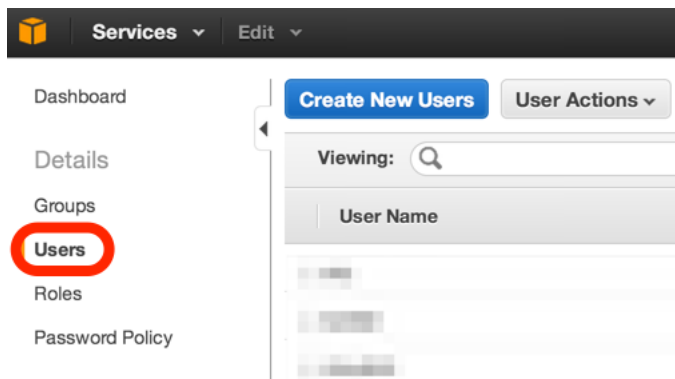 Services Edit
Dashboard
Details
Groups
Users
Roles
Password Policy
Create New Users User Actions
Viewing:
User Name